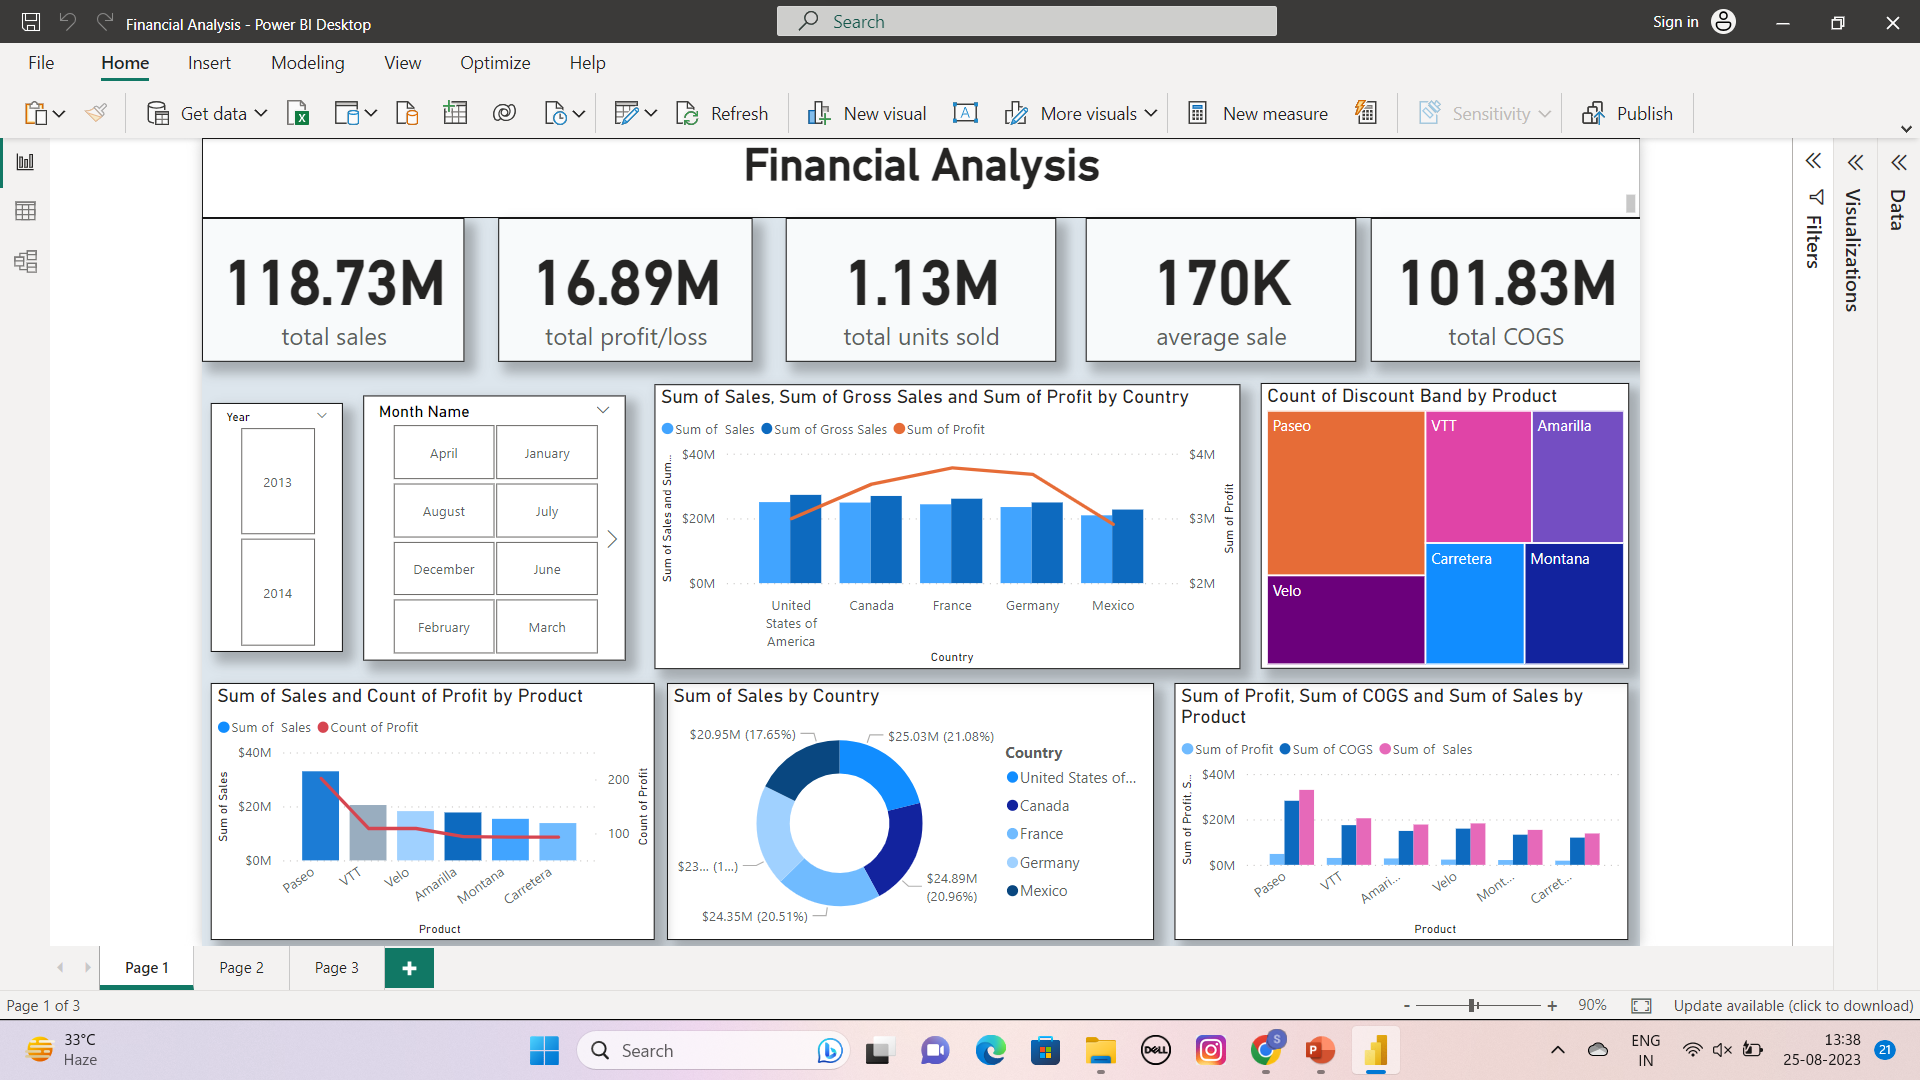 Financial Analysis - Power BI Desktop
Search
Sign in
File
Home
Insert
Modeling
View
Optimize
Help
Get data
Refresh
New visual
A
More visuals
New measure
Sensitivity
Publish
Financial Analysis
118.73M
total sales
16.89M
total profit/loss
1.13M
total units sold
170K
average sale
101.83M
total COGS
Filters
Visualizations
Data
Year
2013
2014
Month Name
April
January
August
July
December
June
February
March
Sum of Sales, Sum of Gross Sales and Sum of Profit by Country
Sum of Sales
Sum of Gross Sales
Sum of Profit
Sum of Sales and Sum...
$40M
$20M
$0M
$4M
$3M
$2M
Sum of Profit
United
States of
America
Canada
France
Germany
Mexico
Country
Count of Discount Band by Product
Paseo
VTT
Amarilla
Velo
Carretera
Montana
Sum of Sales and Count of Profit by Product
Sum of Sales
Count of Profit
Sum of Sales
$40M
$20M
$0M
200
100
Count of Profit
Paseo
VTT
Velo
Amarilla
Montana
Carretera
Product
Sum of Sales by Country
$20.95M (17.65%)
$25.03M (21.08%)
$23... (1...)
$24.89M
(20.96%)
$24.35M (20.51%)
Country
United States of...
Canada
France
Germany
Mexico
Sum of Profit, Sum of COGS and Sum of Sales by
Product
Sum of Profit
Sum of COGS
Sum of Sales
Sum of Profit, S...
$40M
$20M
$0M
Paseo
VTT
Amari...
Velo
Mont...
Carret...
Product
Page 1
Page 2
Page 3
+
Page 1 of 3
-
+
90%
Update available (click to download)
33°C
Haze
Search
DELL
S
P
ENG
IN
13:38
25-08-2023
21